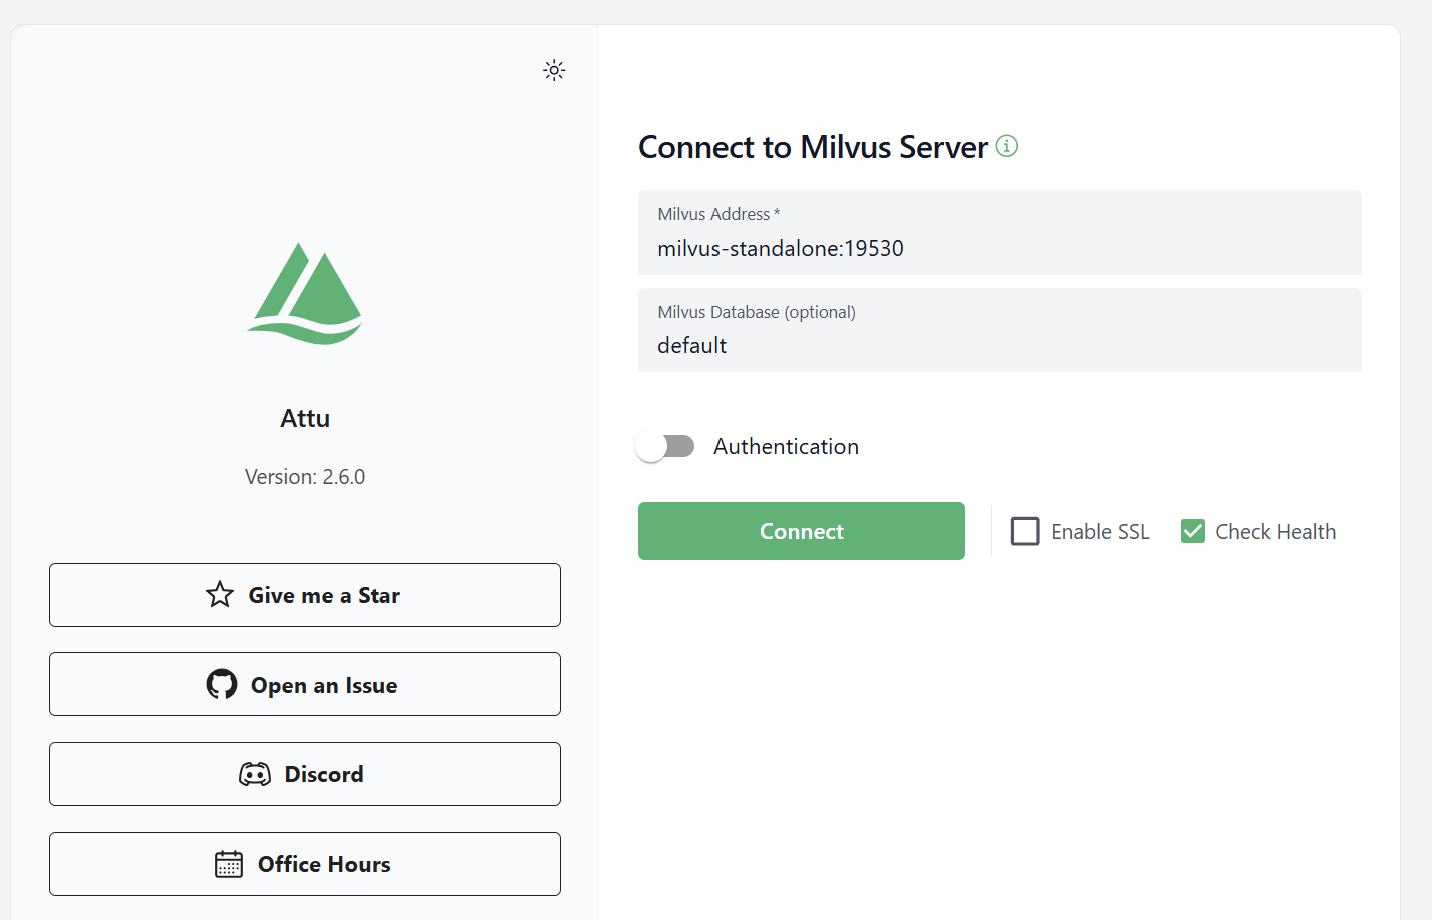 Attu
Version: 2.6.0
Give me a Star
Open an Issue
Discord
Office Hours
Connect to Milvus Server
Milvus Address *
milvus-standalone:19530
Milvus Database (optional)
default
Authentication
Connect
Enable SSL
Check Health